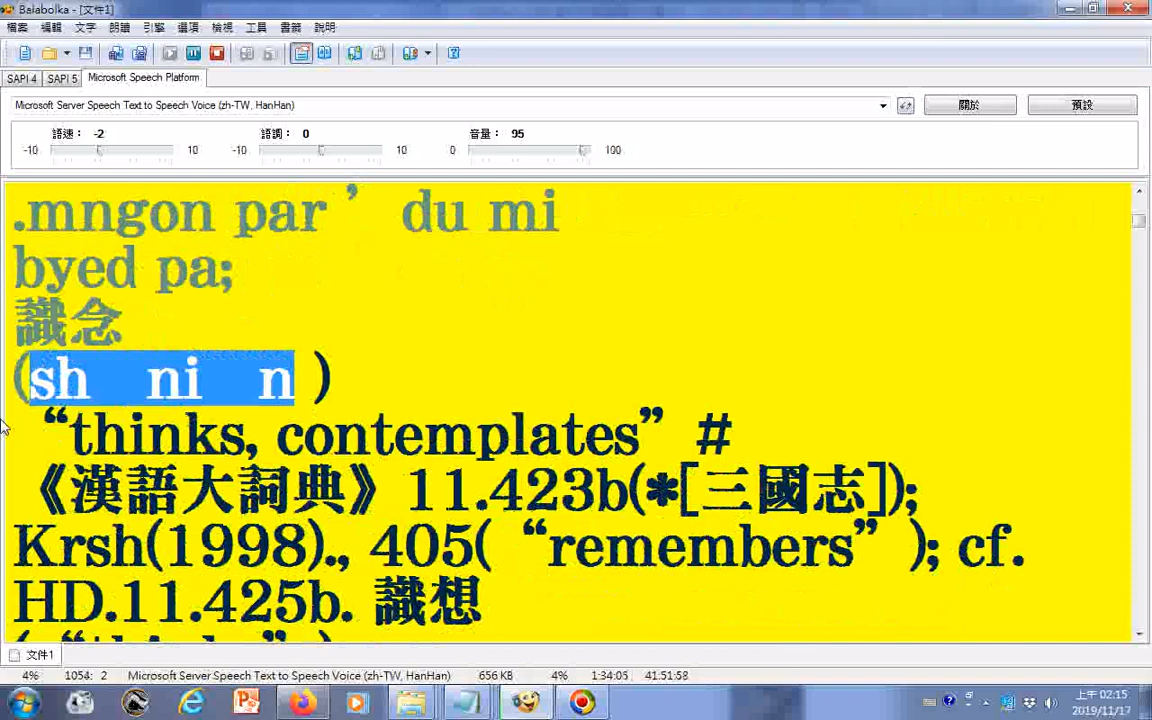 Balabolka - [文件1]
檔案 編輯 文字 朗讀 引擎 選項 檢視 工具 書籤 說明
SAPI 4 SAPI 5 Microsoft Speech Platform
Microsoft Server Speech Text to Speech Voice (zh-TW, HanHan) 關於 預設
語速： -2 語調： 0 音量： 95
-10 10 -10 10 0 100
.mngon par ’ du mi
byed pa;
識念
(sh ni n )
“thinks, contemplates” #
《漢語大詞典》 11.423b(*[三國志]);
Krsh(1998)., 405( “remembers” ); cf.
HD.11.425b. 識想
文件1
4% 1054: 2 Microsoft Server Speech Text to Speech Voice (zh-TW, HanHan) 656 KB 4% 1:34:05 41:51:58
上午 02:15
2019/11/17